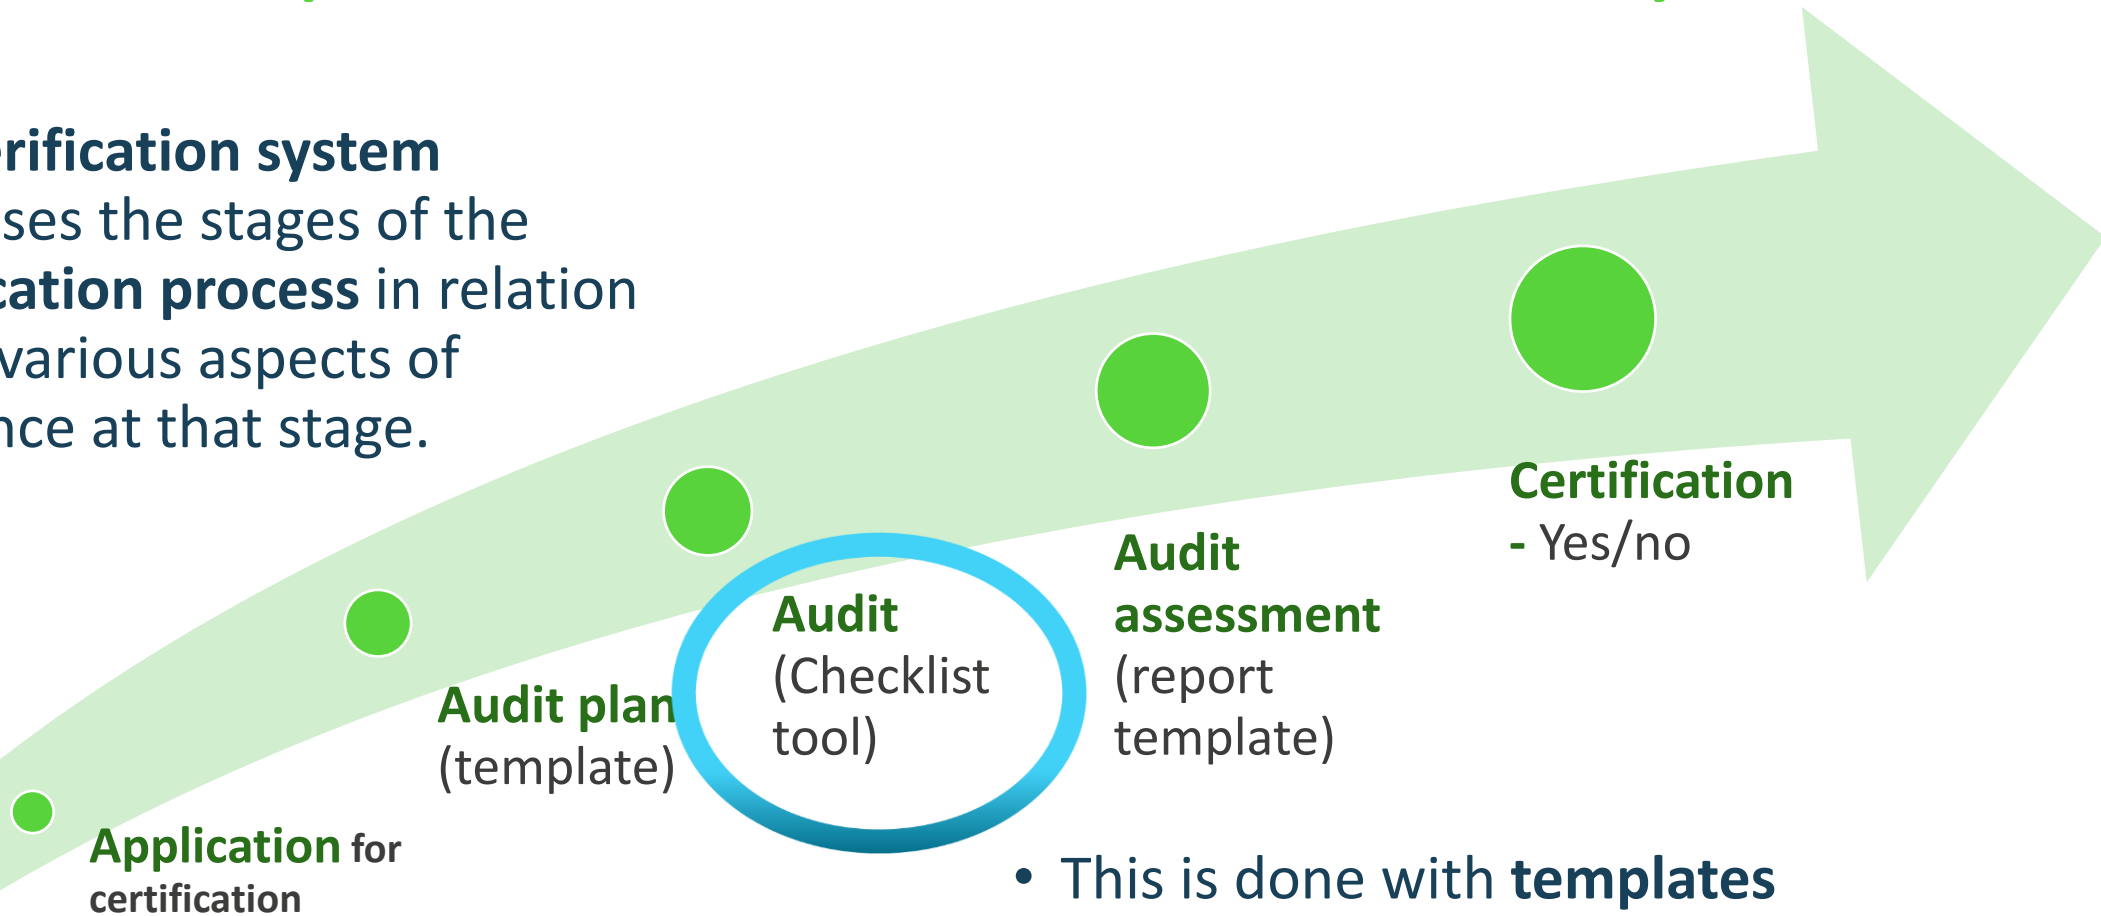 rification system
ses the stages of the
cation process in relation
various aspects of
nce at that stage.
Certification
- Yes/no
Audit
assessment
(report
template)
Audit
(Checklist
tool)
Audit plan
(template)
Application for
certification
• This is done with templates